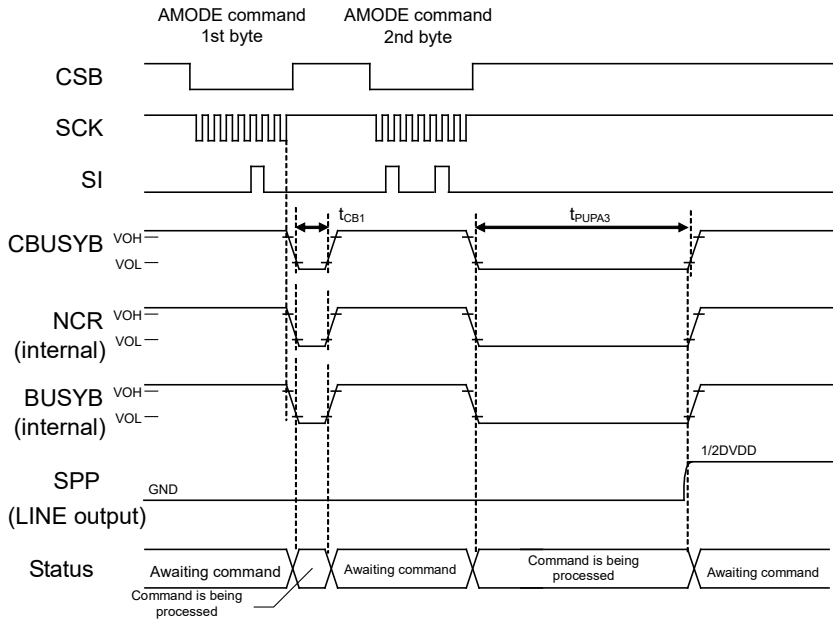 AMODE command AMODE command
1st byte 2nd byte
CSB
SCK
SI
tCB1 tPUPA3
CBUSYB VOH
VOL
NCR VOH
(internal) VOL
BUSYB VOH
(internal) VOL
1/2DVDD
SPP GND
(LINE output)
Status Awaiting command Awaiting command Command is being processed Awaiting command
Command is being
processed